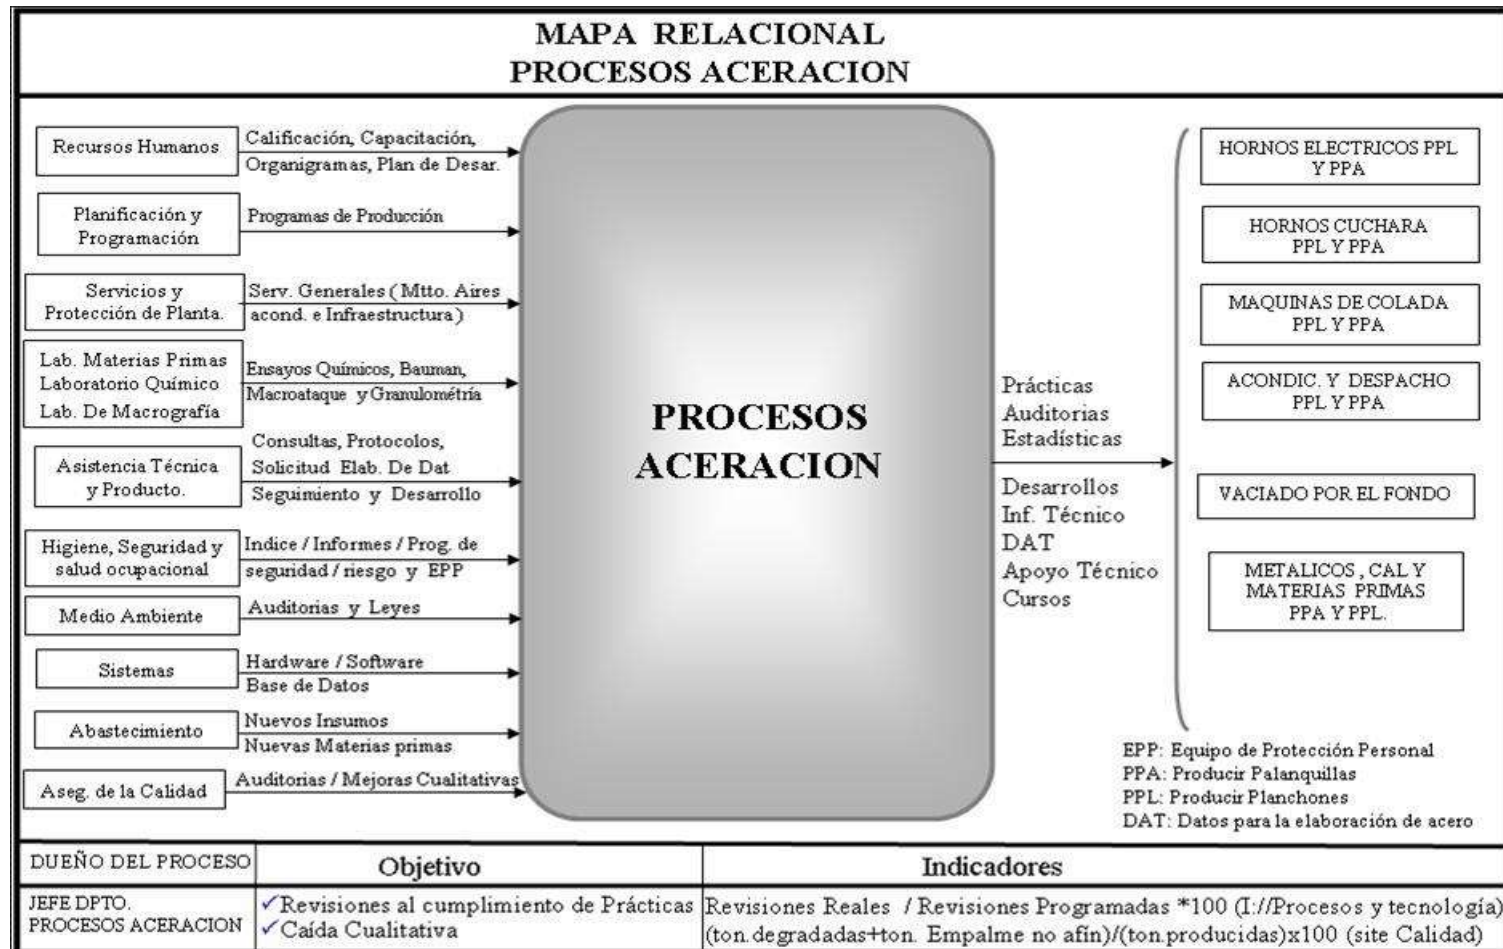 MAPA RELACIONAL
PROCESOS ACERACION
Recursos Humanos
Calificación, Capacitación,
Organigramas, Plan de Desar.
Planificación y
Programación
Programas de Producción
Servicios y
Protección de Planta.
Serv. Generales ( Mtto. Aires
acond. e Infraestructura )
Lab. Materias Primas
Laboratorio Químico
Lab. De Macrografía
Ensayos Químicos, Bauman,
Macroataque y Granulométría
Asistencia Técnica
y Producto.
Consultas, Protocolos,
Solicitud Elab. De Dat
Seguimiento y Desarrollo
Higiene, Seguridad y
salud ocupacional
Indice / Informes / Prog. de
seguridad / riesgo y EPP
Medio Ambiente
Auditorias y Leyes
Sistemas
Hardware / Software
Base de Datos
Abastecimiento
Nuevos Insumos
Nuevas Materias primas
Aseg. de la Calidad
Auditorias / Mejoras Cualitativas
PROCESOS
ACERACION
Prácticas
Auditorias
Estadísticas
Desarrollos
Inf. Técnico
DAT
Apoyo Técnico
Cursos
HORNOS ELECTRICOS PPL
Y PPA
HORNOS CUCHARA
PPL Y PPA
MAQUINAS DE COLADA
PPL Y PPA
ACONDIC. Y DESPACHO
PPL Y PPA
VACIADO POR EL FONDO
METALICOS , CAL Y
MATERIAS PRIMAS
PPA Y PPL.
EPP: Equipo de Protección Personal
PPA: Producir Palanquillas
PPL: Producir Planchones
DAT: Datos para la elaboración de acero
DUEÑO DEL PROCESO
Objetivo
Indicadores
JEFE DPTO.
PROCESOS ACERACION
✓Revisiones al cumplimiento de Prácticas
✓Caída Cualitativa
Revisiones Reales / Revisiones Programadas *100 (I://Procesos y tecnología)
(ton.degradadas+ton. Empalme no afín)/(ton.producidas)x100 (site Calidad)